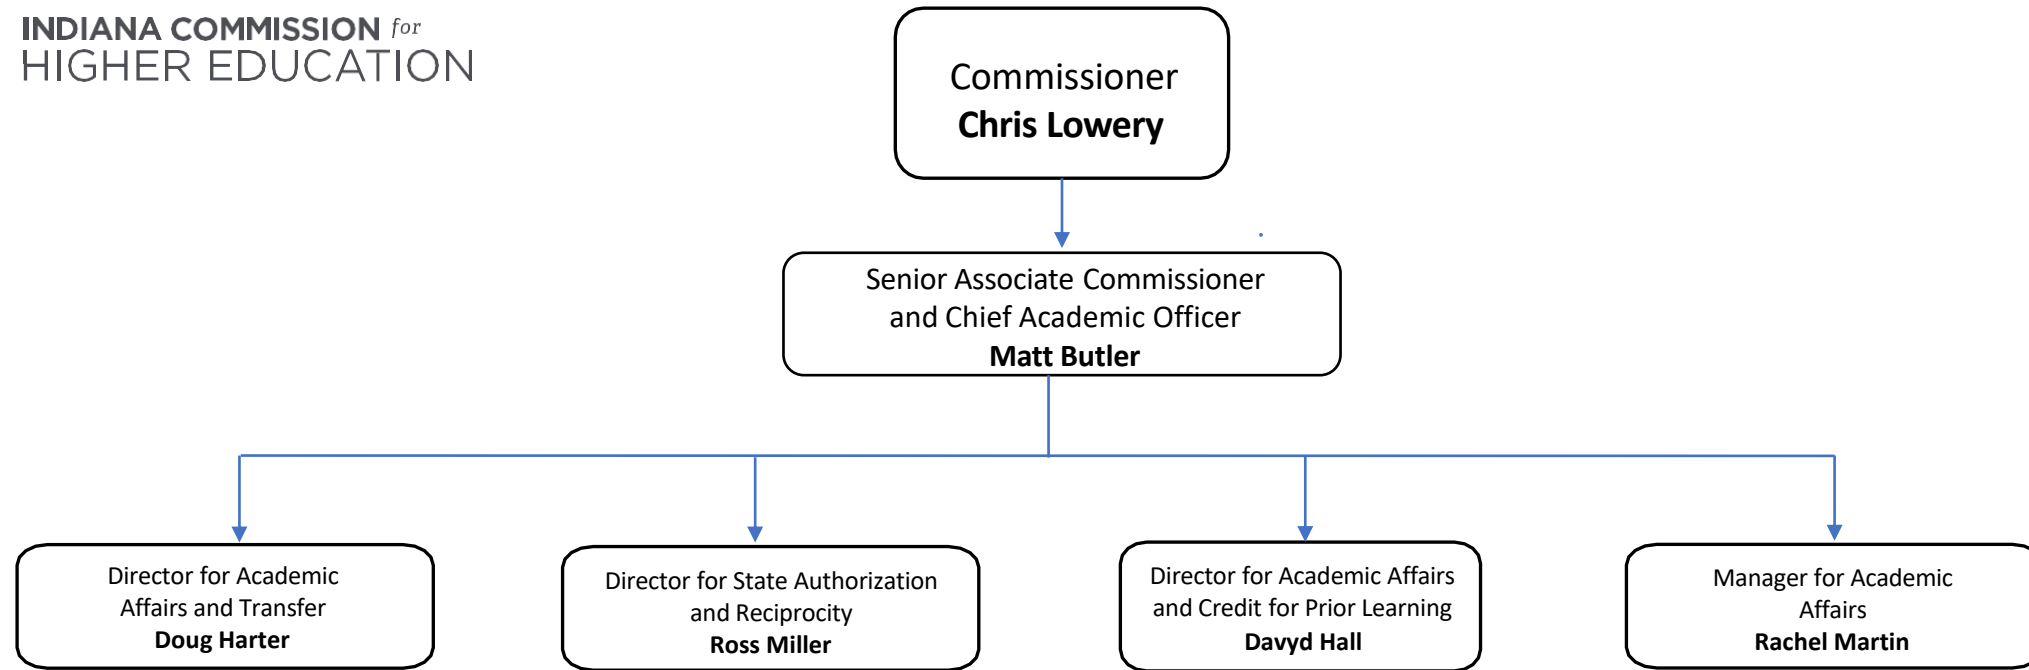 INDIANA COMMISSION for
HIGHER EDUCATION
Commissioner
Chris Lowery
Senior Associate Commissioner
and Chief Academic Officer
Matt Butler
Director for Academic
Affairs and Transfer
Doug Harter
Director for State Authorization
and Reciprocity
Ross Miller
Director for Academic Affairs
and Credit for Prior Learning
Davyd Hall
Manager for Academic
Affairs
Rachel Martin